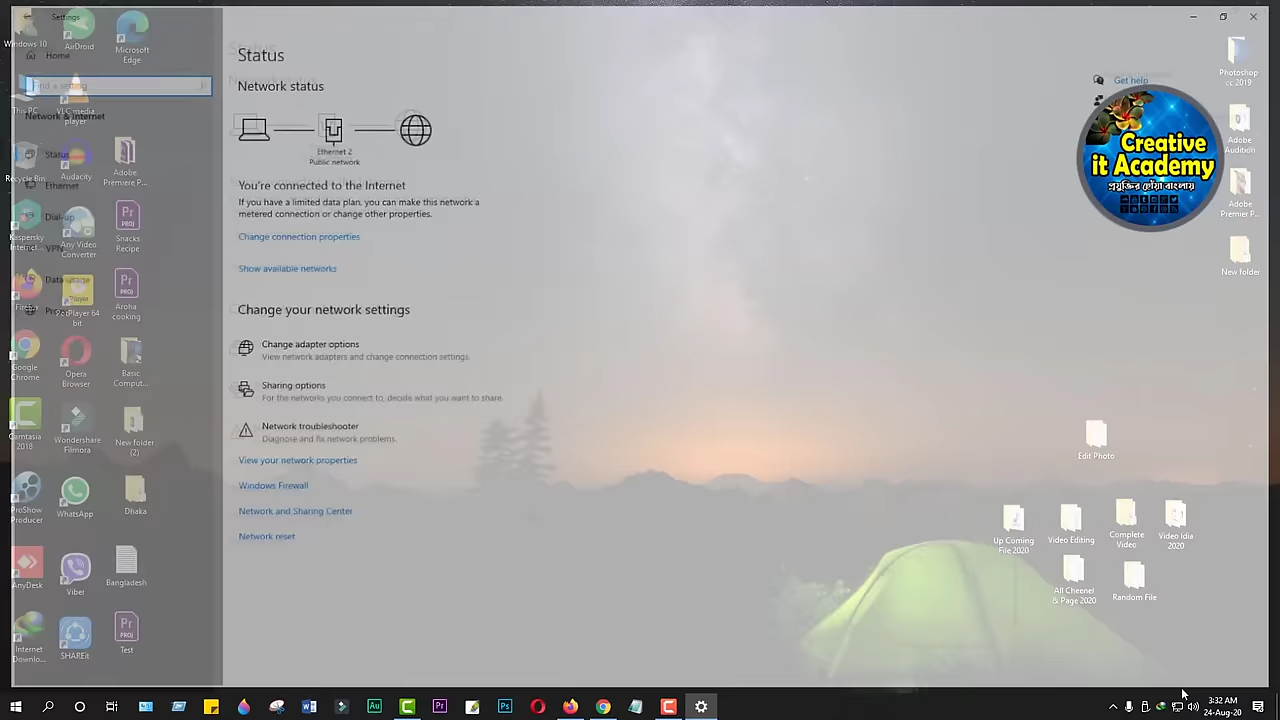 Settings
Home
Find a setting
Network & Internet
Status
Ethernet
Dial-up
VPN
Data usage
Status
Network status
Ethernet 2
Public network
You're connected to the Internet
If you have a limited data plan, you can make this network a
metered connection or change other properties.
Change connection properties
Show available networks
Change your network settings
Change adapter options
View network adapters and change connection settings.
Sharing options
For the networks you connect to, decide what you want to share.
Network troubleshooter
Diagnose and fix network problems.
View your network properties
Windows Firewall
Network and Sharing Center
Network reset
Get help
Windows 10
AirDroid
Microsoft
Edge
This PC
VLC media
player
Recycle Bin
Audacity
Adobe
Premiere P...
Kaspersky
Internet...
Any Video
Converter
Snacks
Recipe
Firefox
PotPlayer 64
bit
Aroha
cooking
Google
Chrome
Opera
Browser
Basic
Comput...
Camtasia
2018
Wondershare
Filmora
New folder
(2)
ProShow
Producer
WhatsApp
Dhaka
AnyDesk
Viber
Bangladesh
Internet
Downlo...
SHAREit
Test
Photoshop
cc 2019
Adobe
Audition
Adobe
Premier P...
New folder
Creative
it Academy
প্রযুক্তির ছোঁয়া বাংলায়
Edit Photo
Up Coming
File 2020
Video Editing
Complete
Video
Video Idia
2020
All Cheenel
& Page 2020
Random File
3:32 AM
24-Aug-20